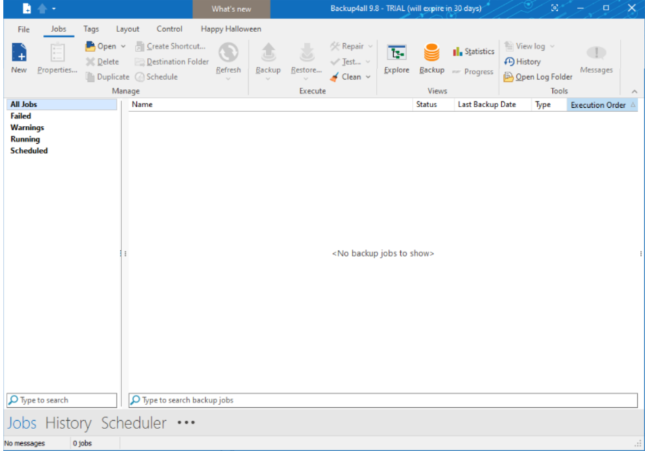 What's new Backup4all 9.8 - TRIAL (will expire in 30 days)
File Jobs Tags Layout Control Happy Halloween
New Properties... Open Create Shortcut... Refresh Backup Restore... Repair Explore Backup Statistics View log Messages
Delete Destination Folder Test... Progress History
Duplicate Schedule Clean Open Log Folder
Manage Execute Views Tools
All Jobs Name Status Last Backup Date Type Execution Order
Failed
Warnings
Running
Scheduled
<No backup jobs to show>
Type to search Type to search backup jobs
Jobs History Scheduler •••
No messages 0 jobs